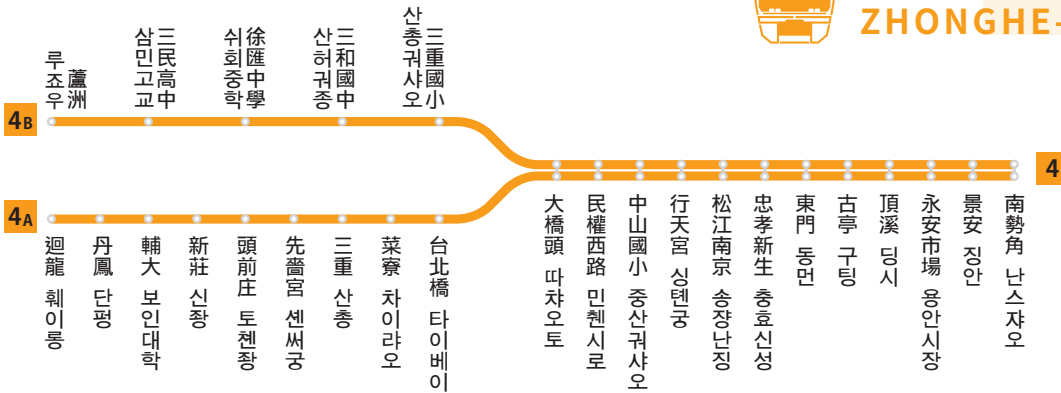 ZHONGHE-
4B
루죠우 蘆洲
삼민고교 三民高中
쉬회중학 徐匯中學
산허궈종 三和國中
산총궈샤오 三重國小
4
4A
迴龍 훼이롱
丹鳳 단펑
輔大 보인대학
新莊 신좡
頭前庄 토쳰좡
先嗇宮 셴써궁
三重 산총
菜寮 차이랴오
台北橋 타이베이
大橋頭 따챠오토
民權西路 민췐시로
中山國小 중산궈샤오
行天宮 싱톈궁
松江南京 송쟝난징
忠孝新生 충효신성
東門 동먼
古亭 구팅
頂溪 딩시
永安市場 용안시장
景安 징안
南勢角 난스쟈오